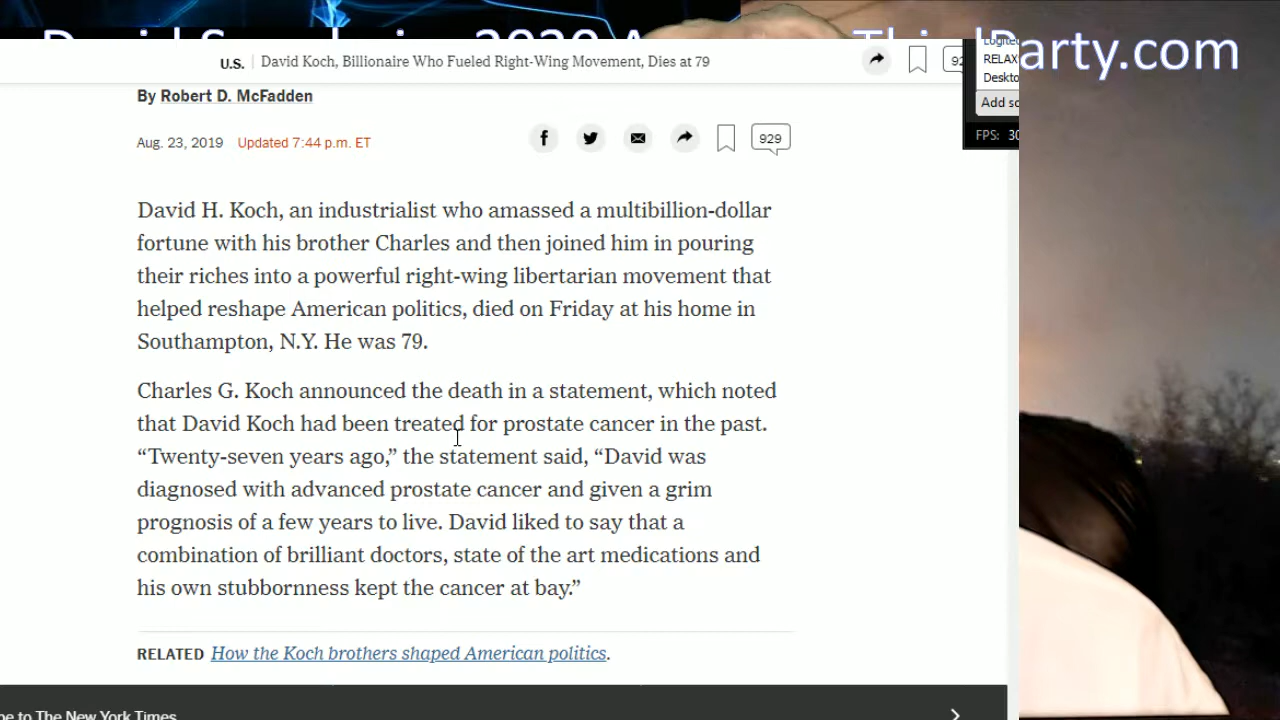 David
2020
Party.com
U.S. | David Koch, Billionaire Who Fueled Right-Wing Movement, Dies at 79
RELAX
Add
FPS: 30
By Robert D. McFadden
Aug. 23, 2019 Updated 7:44 p.m. ET
929
David H. Koch, an industrialist who amassed a multibillion-dollar
fortune with his brother Charles and then joined him in pouring
their riches into a powerful right-wing libertarian movement that
helped reshape American politics, died on Friday at his home in
Southampton, N.Y. He was 79.
Charles G. Koch announced the death in a statement, which noted
that David Koch had been treated for prostate cancer in the past.
“Twenty-seven years ago,” the statement said, “David was
diagnosed with advanced prostate cancer and given a grim
prognosis of a few years to live. David liked to say that a
combination of brilliant doctors, state of the art medications and
his own stubbornness kept the cancer at bay.”
RELATED How the Koch brothers shaped American politics.
to The New York Times